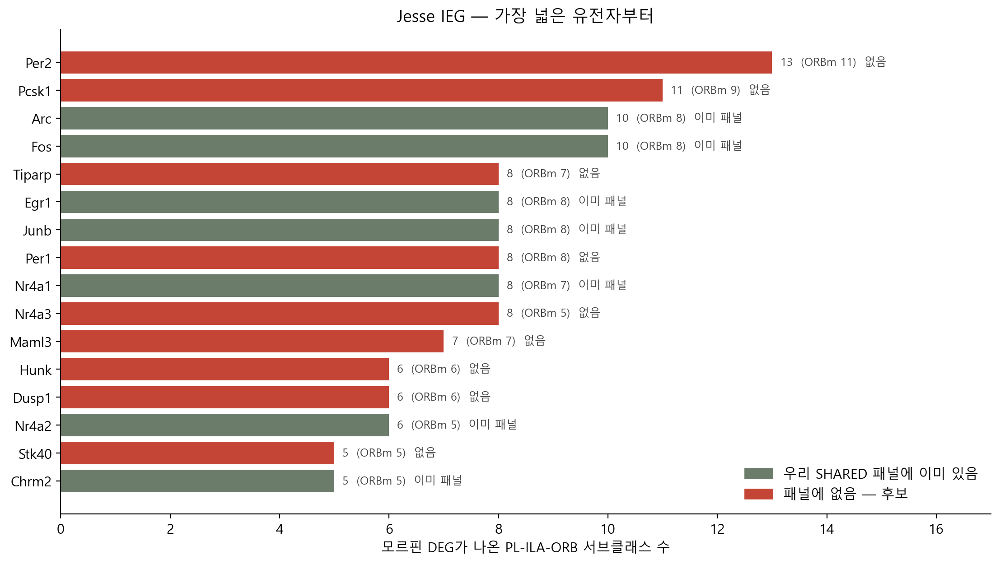 Jesse IEG — 가장 넓은 유전자부터
Per2 13 (ORBm 11) 없음
Pcsk1 11 (ORBm 9) 없음
Arc 10 (ORBm 8) 이미 패널
Fos 10 (ORBm 8) 이미 패널
Tiparp 8 (ORBm 7) 없음
Egr1 8 (ORBm 8) 이미 패널
Junb 8 (ORBm 8) 이미 패널
Per1 8 (ORBm 8) 없음
Nr4a1 8 (ORBm 7) 이미 패널
Nr4a3 8 (ORBm 5) 없음
Maml3 7 (ORBm 7) 없음
Hunk 6 (ORBm 6) 없음
Dusp1 6 (ORBm 6) 없음
Nr4a2 6 (ORBm 5) 이미 패널
Stk40 5 (ORBm 5) 없음
Chrm2 5 (ORBm 5) 이미 패널
우리 SHARED 패널에 이미 있음
패널에 없음 — 후보
0 2 4 6 8 10 12 14 16
모르핀 DEG가 나온 PL-ILA-ORB 서브클래스 수